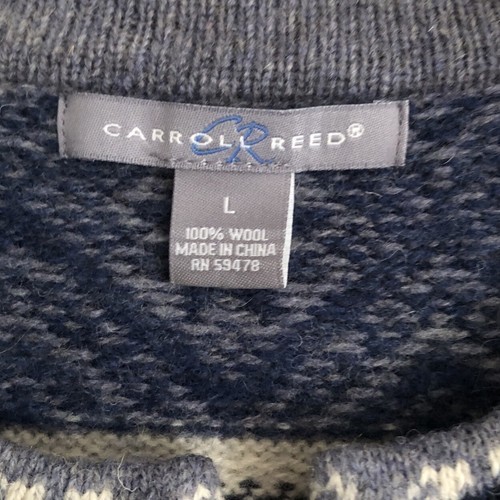 CARROLL REED®
CR
L
100% WOOL
MADE IN CHINA
RN 59478